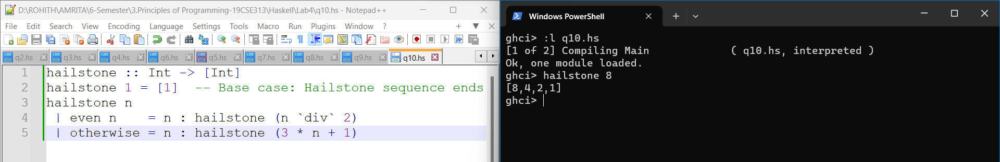 D:\ROHITH\AMRITA\6-Semester\3.Principles of Programming-19CSE313\Haskell\Lab4\q10.hs - Notepad++
File Edit Search View Encoding Language Settings Tools Macro Run Plugins Window ? + ▼ X
q2.hs q3.hs q4.hs q6.hs q5.hs q7.hs q8.hs q9.hs q10.hs
1 hailstone :: Int -> [Int]
2 hailstone 1 = [1]  -- Base case: Hailstone sequence ends
3 hailstone n
4  | even n    = n : hailstone (n `div` 2)
5  | otherwise = n : hailstone (3 * n + 1)
Windows PowerShell
ghci> :l q10.hs
[1 of 2] Compiling Main             ( q10.hs, interpreted )
Ok, one module loaded.
ghci> hailstone 8
[8,4,2,1]
ghci>